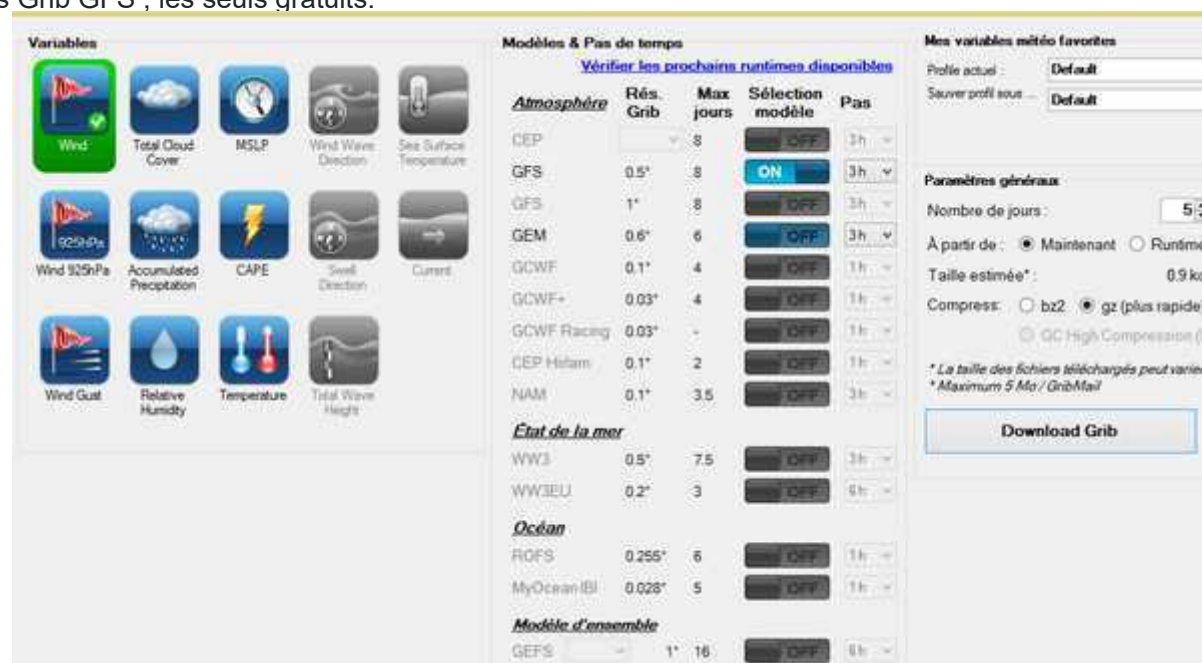 s Grib GFS , les seuls gratuits.
Variables
Wind
Total Cloud Cover
MSLP
Wind Wave Direction
Sea Surface Temperature
925hPa
Wind 925hPa
Accumulated Precipitation
CAPE
Swell Direction
Current
Wind Gust
Relative Humidity
Temperature
Total Wave Height
Modèles & Pas de temps
Vérifier les prochains runtimes disponibles
Atmosphère Rés. Grib Max jours Sélection modèle Pas
CEP 8 OFF 3h
GFS 0.5° 8 ON 3h
GFS 1° 8 OFF 3h
GEM 0.6° 6 OFF 3h
GCWF 0.1° 4 OFF 1h
GCWF+ 0.03° 4 OFF 1h
GCWF Racing 0.03° - OFF 1h
CEP Hirlam 0.1° 2 OFF 1h
NAM 0.1° 3.5 OFF 3h
État de la mer
WW3 0.5° 7.5 OFF 3h
WW3EU 0.2° 3 OFF 6h
Océan
ROFS 0.255° 6 OFF 1h
MyOcean IBI 0.028° 5 OFF 1h
Modèle d'ensemble
GEFS 1° 16 OFF 6h
Mes variables météo favorites
Profile actuel : Default
Sauver profil sous ... Default
Paramètres généraux
Nombre de jours : 5
À partir de : Maintenant Runtime
Taille estimée* : 0.9 kc
Compress: bz2 gz (plus rapide)
GC High Compression (
* La taille des fichiers téléchargés peut varier
* Maximum 5 Mo / GribMail
Download Grib